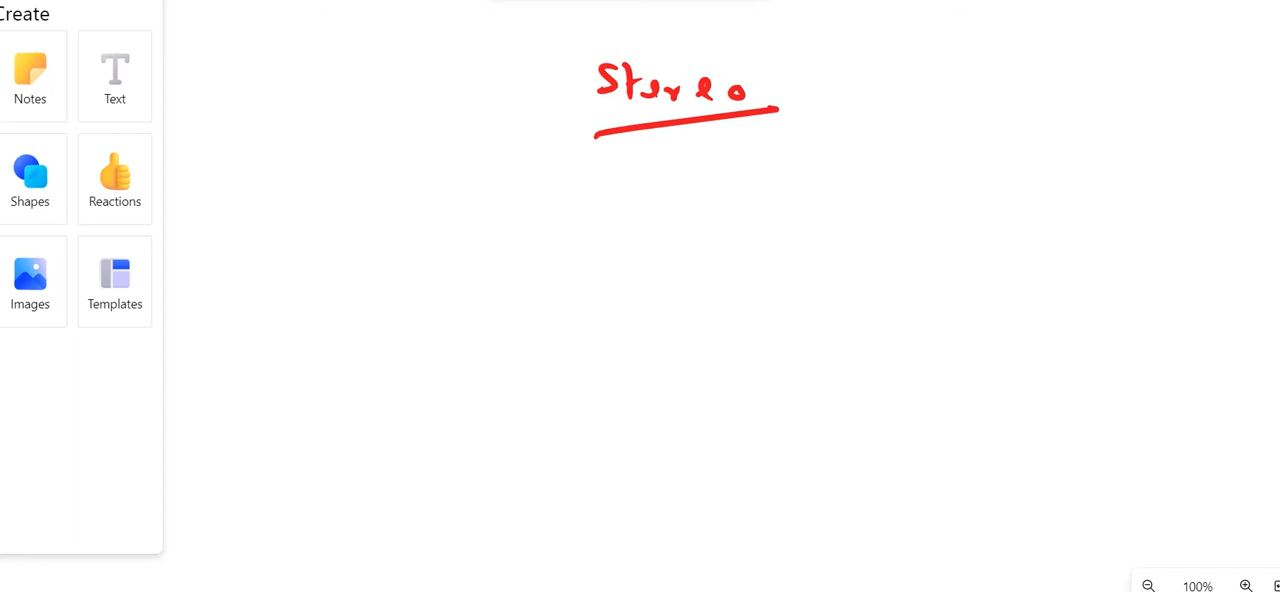 Create
Notes
Text
Shapes
Reactions
Images
Templates
Stereo
100%